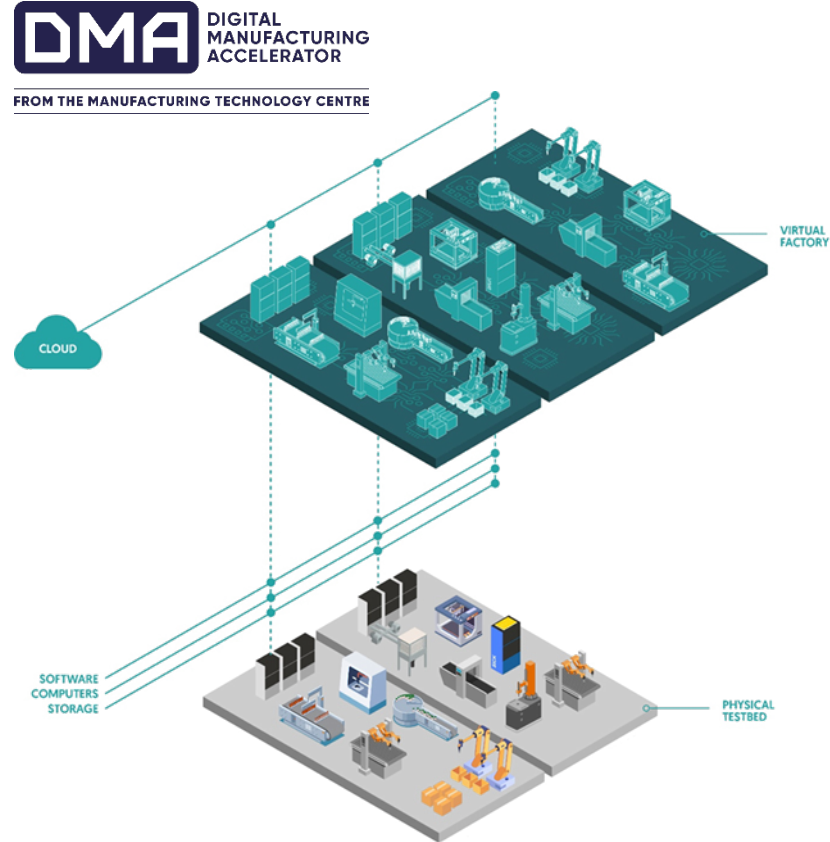 DMA
DIGITAL
MANUFACTURING
ACCELERATOR
FROM THE MANUFACTURING TECHNOLOGY CENTRE
VIRTUAL
FACTORY
CLOUD
SOFTWARE
COMPUTERS
STORAGE
PHYSICAL
TESTBED